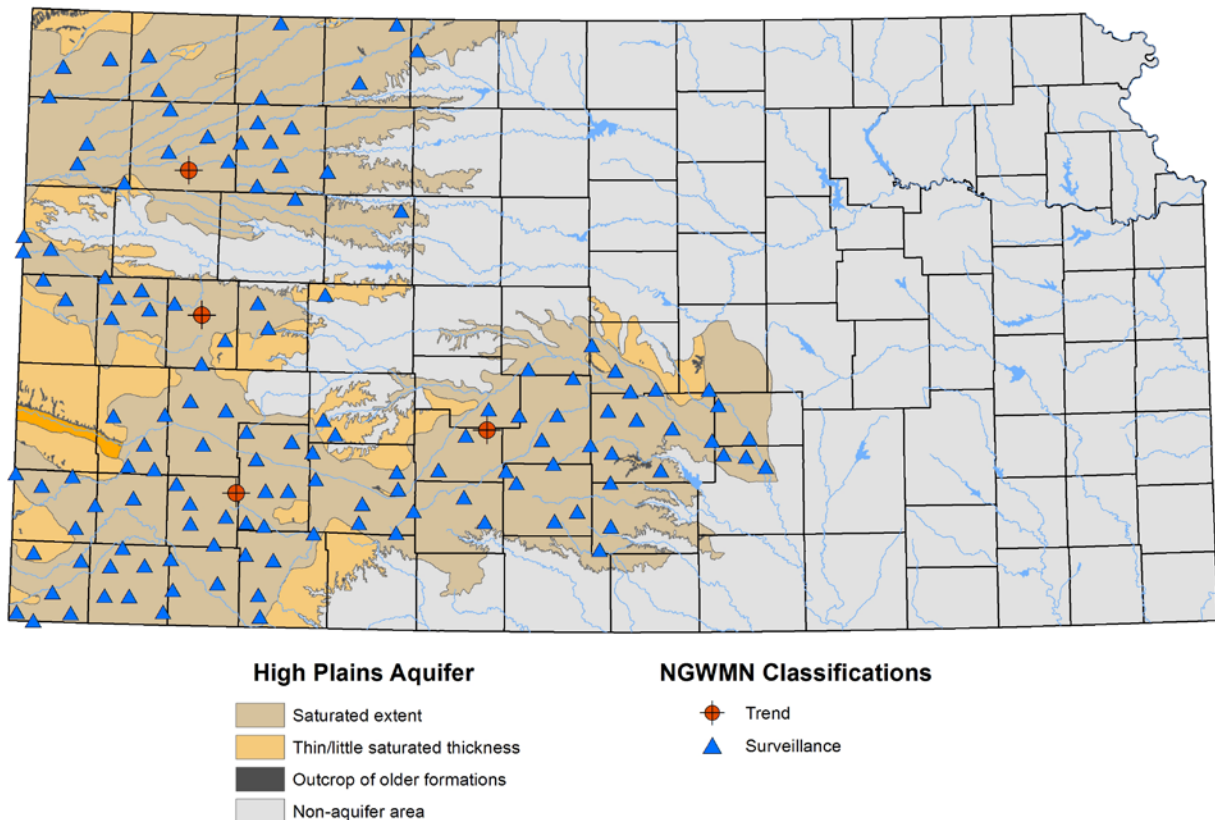 High Plains Aquifer
Saturated extent
Thin/little saturated thickness
Outcrop of older formations
Non-aquifer area
NGWMN Classifications
Trend
Surveillance